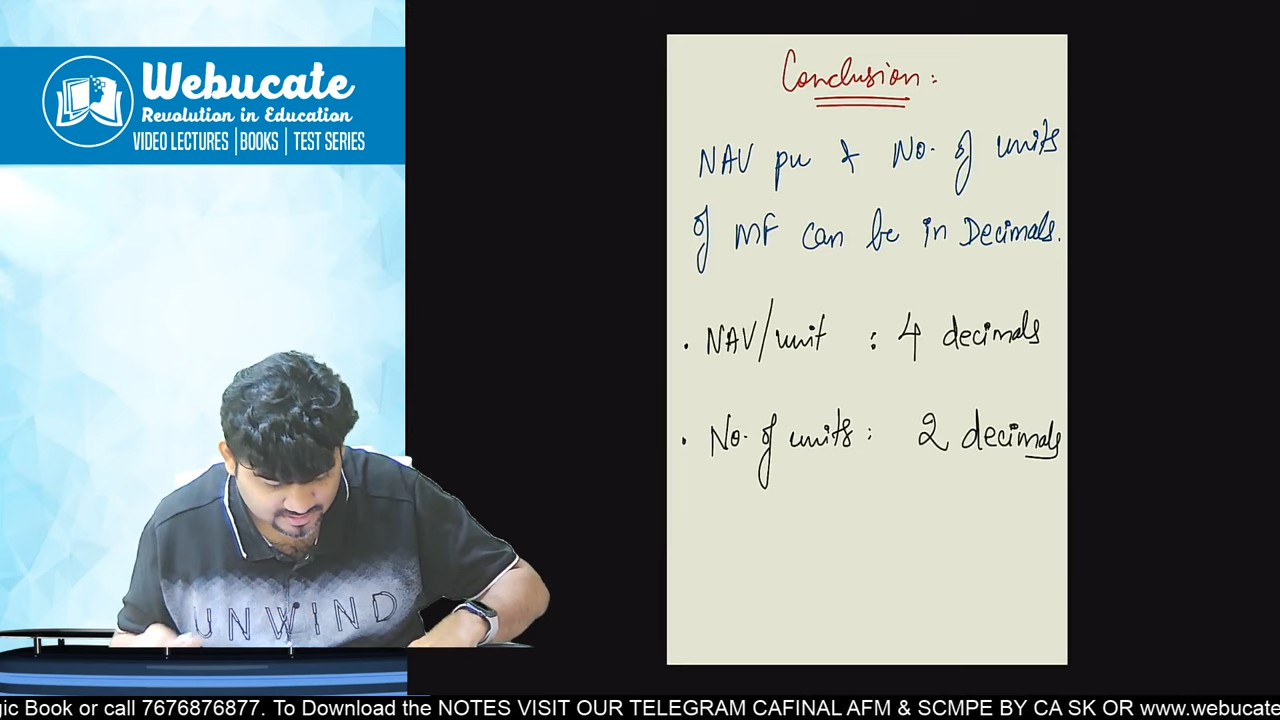 Webucate
Revolution in Education
VIDEO LECTURES | BOOKS | TEST SERIES
Conclusion:
NAV pu & No. of units
of MF can be in Decimals.
. NAV/unit : 4 decimals
. No. of units : 2 decimals
UNWIND
gic Book or call 7676876877. To Download the NOTES VISIT OUR TELEGRAM CAFINAL AFM & SCMPE BY CA SK OR www.webucate